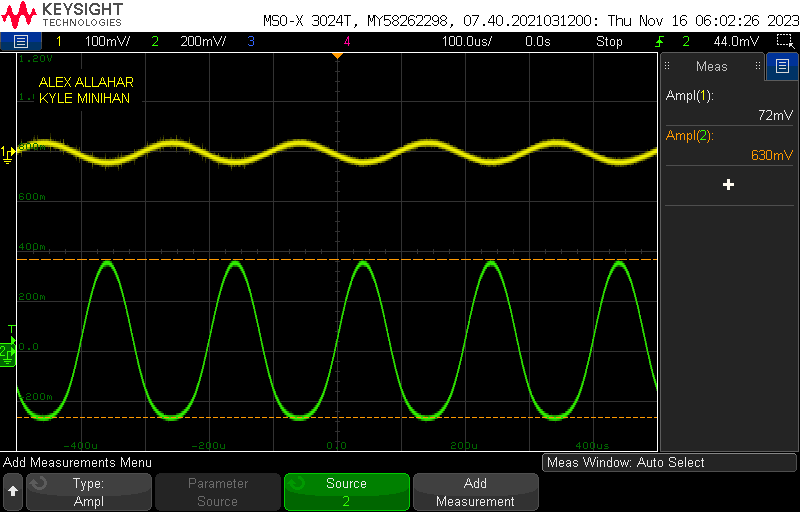 KEYSIGHT
TECHNOLOGIES
MSO-X 3024T, MY58262298, 07.40.2021031200: Thu Nov 16 06:02:26 2023
1 100mV/ 2 200mV/ 3 4 100.0us/ 0.0s Stop 2 44.0mV
1.20V
ALEX ALLAHAR
KYLE MINIHAN
1
600m
400m
200m
T
2
0.0
-200m
-400u -200u 0.0 200u 400us
Meas
Ampl(1):
72mV
Ampl(2):
630mV
Add Measurements Menu
Meas Window: Auto Select
Type:
Ampl
Parameter
Source
Source
2
Add
Measurement